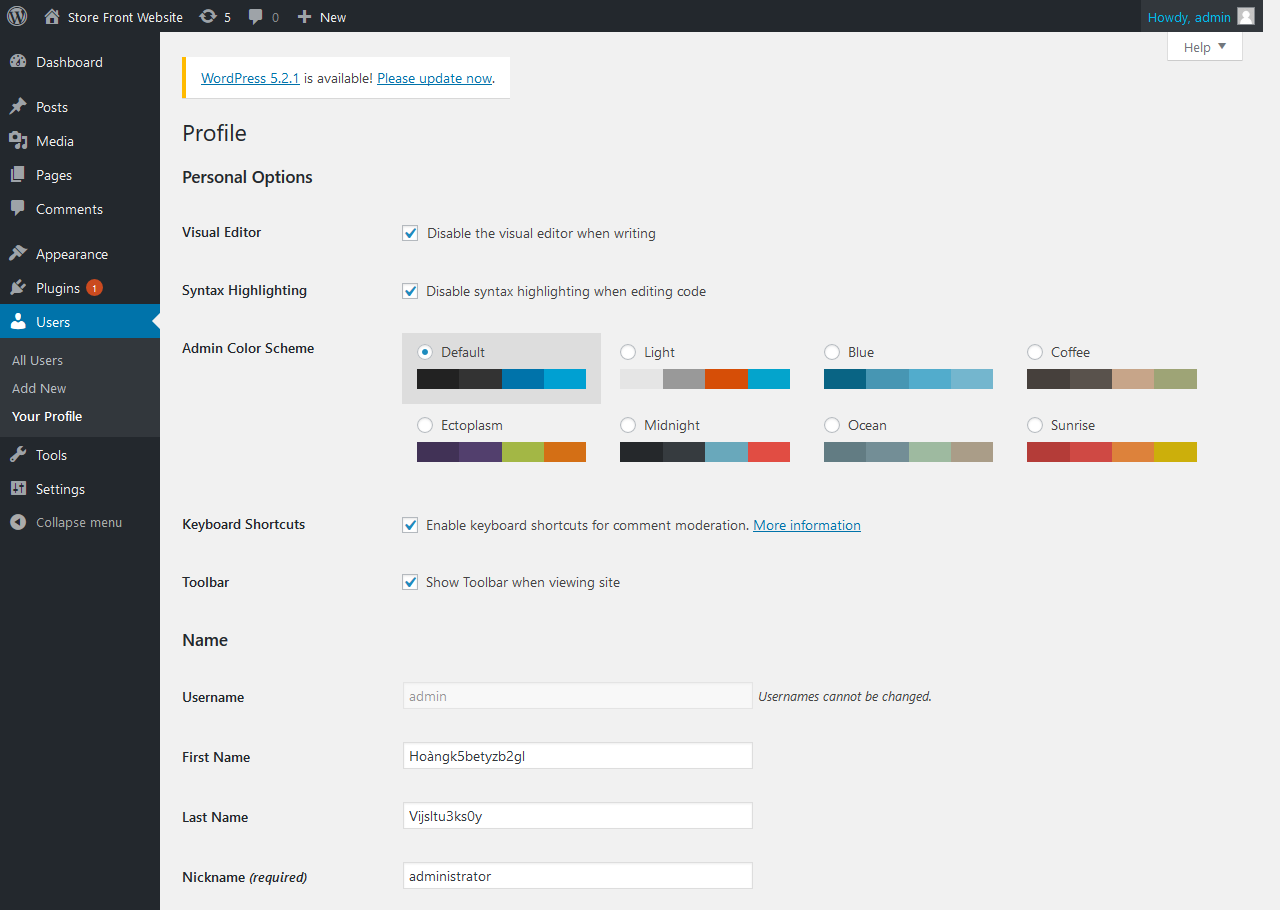 Store Front Website 5 0 New Howdy, admin
Help
Dashboard
Posts
Media
Pages
Comments
Appearance
Plugins 1
Users
All Users
Add New
Your Profile
Tools
Settings
Collapse menu
WordPress 5.2.1 is available! Please update now.
Profile
Personal Options
Visual Editor Disable the visual editor when writing
Syntax Highlighting Disable syntax highlighting when editing code
Admin Color Scheme Default Light Blue Coffee
Ectoplasm Midnight Ocean Sunrise
Keyboard Shortcuts Enable keyboard shortcuts for comment moderation. More information
Toolbar Show Toolbar when viewing site
Name
Username admin Usernames cannot be changed.
First Name Hoàngk5betyzb2gl
Last Name Vijsltu3ks0y
Nickname (required) administrator